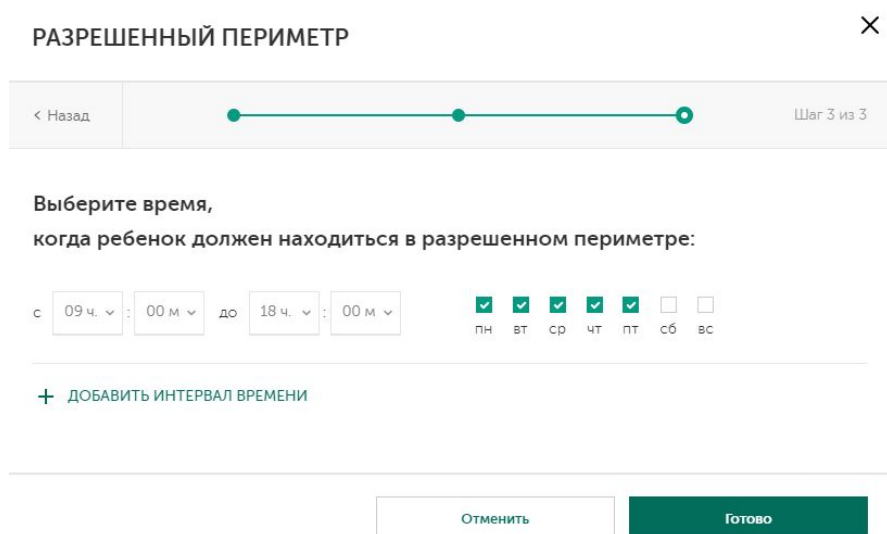 РАЗРЕШЕННЫЙ ПЕРИМЕТР
< Назад
Шаг 3 из 3
Выберите время,
когда ребенок должен находиться в разрешенном периметре:
с 09 ч. : 00 м до 18 ч. : 00 м
пн вт ср чт пт сб вс
+ ДОБАВИТЬ ИНТЕРВАЛ ВРЕМЕНИ
Отменить
Готово